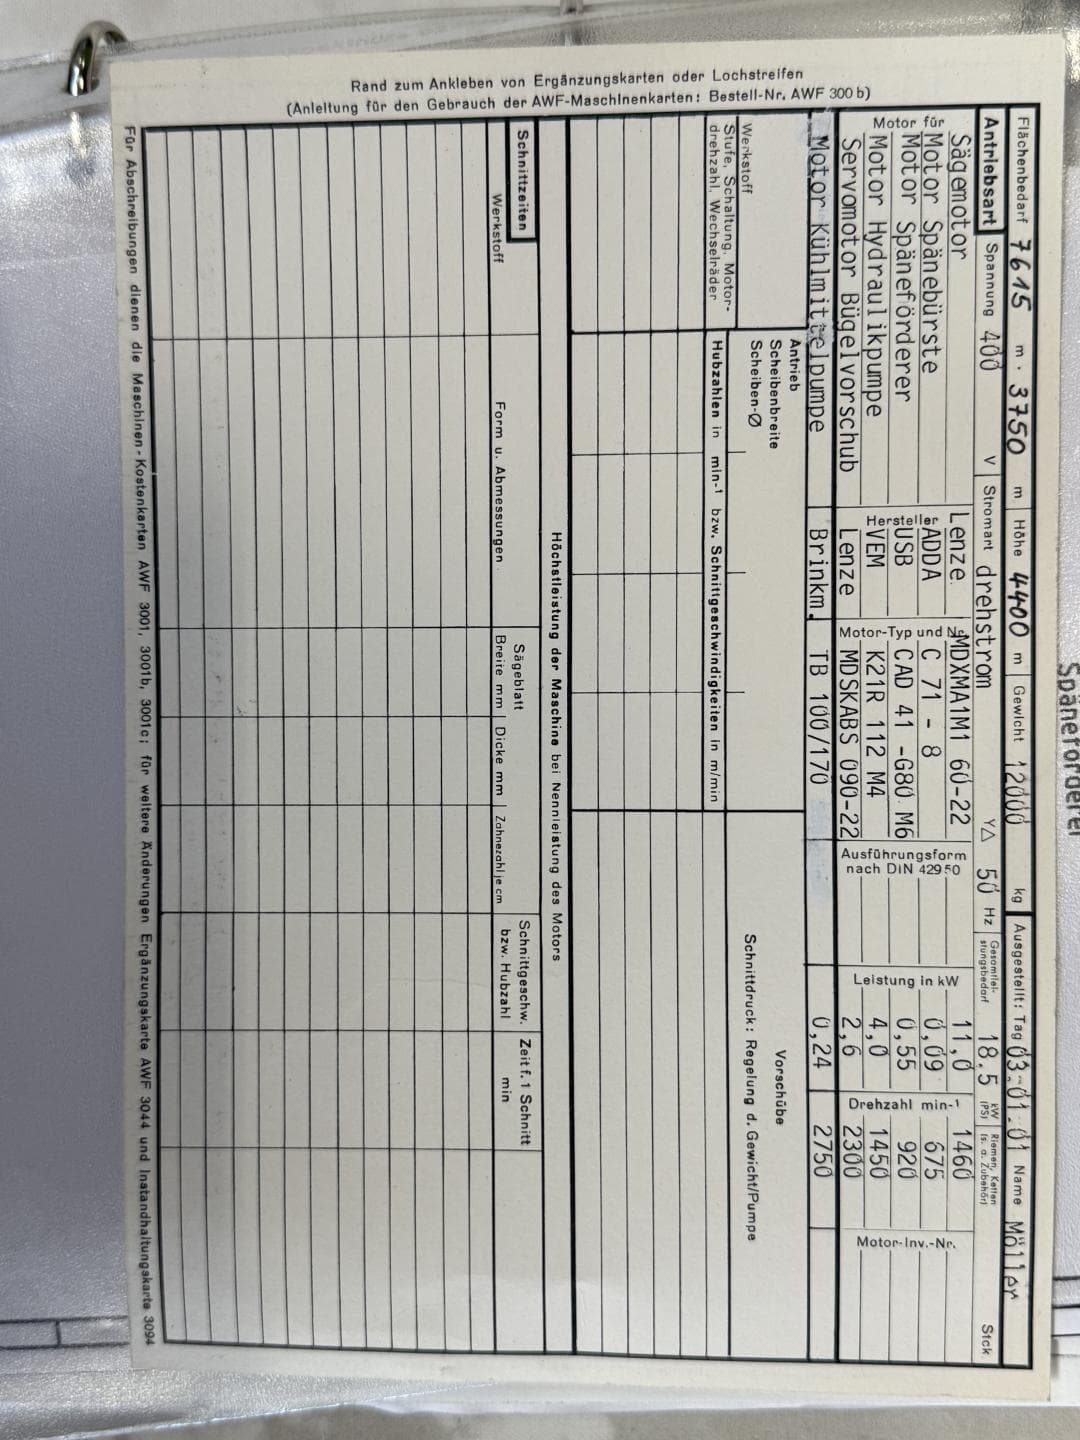 Rand zum Ankleben von Ergänzungskarten oder Lochstreifen
(Anleitung für den Gebrauch der AWF-Maschinenkarten: Bestell-Nr. AWF 300 b)
Flächenbedarf 7615 m · 3750 m Höhe 4400 m Gewicht 12000 kg Ausgestellt: Tag 03.01.01 Name Möller
Antriebsart Spannung 400 V Stromart drehstrom Y△ 50 Hz Gesamtlei-stungsbedarf 18,5 kW (PS) Riemen, Ketten (s. a. Zubehör) Stck
Motor für Hersteller Motor-Typ und Nr. Ausführungsform nach DIN 42950 Leistung in kW Drehzahl min-¹ Motor-Inv.-Nr.
Sägemotor Lenze MDXMA1M1 60-22 11,0 1460
Motor Spänebürste ADDA C 71 - 8 0,09 675
Motor Späneförderer USB CAD 41 -G80 M6 0,55 920
Motor Hydraulikpumpe VEM K21R 112 M4 4,0 1450
Servomotor Bügelvorschub Lenze MDSKABS 090-22 2,6 2300
Motor Kühlmittelpumpe Brinkm. TB 100/170 0,24 2750
Antrieb
Scheibenbreite
Scheiben-Ø
Vorschübe
Schnittdruck: Regelung d. Gewicht/Pumpe
Werkstoff
Stufe, Schaltung, Motor-
drehzahl, Wechselräder
Hubzahlen in min-¹ bzw. Schnittgeschwindigkeiten in m/min
Höchstleistung der Maschine bei Nennleistung des Motors
Schnittzeiten
Werkstoff
Form u. Abmessungen
Sägeblatt
Breite mm Dicke mm Zähnezahl je cm
Schnittgeschw.
bzw. Hubzahl
Zeit f. 1 Schnitt
min
Für Abschreibungen dienen die Maschinen-Kostenkarten AWF 3001, 3001b, 3001c; für weitere Änderungen Ergänzungskarte AWF 3044 und Instandhaltungskarte 3094